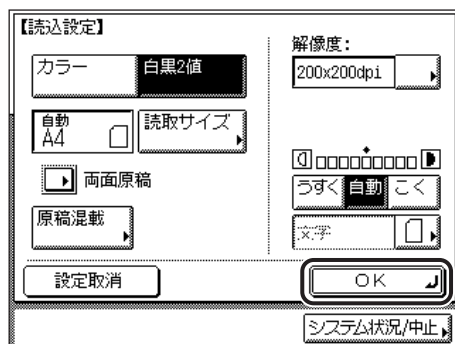 【読込設定】
カラー
白黒2値
自動
A4
読取サイズ
両面原稿
原稿混載
設定取消
解像度:
200x200dpi
うすく
自動
こく
文字
OK
システム状況/中止